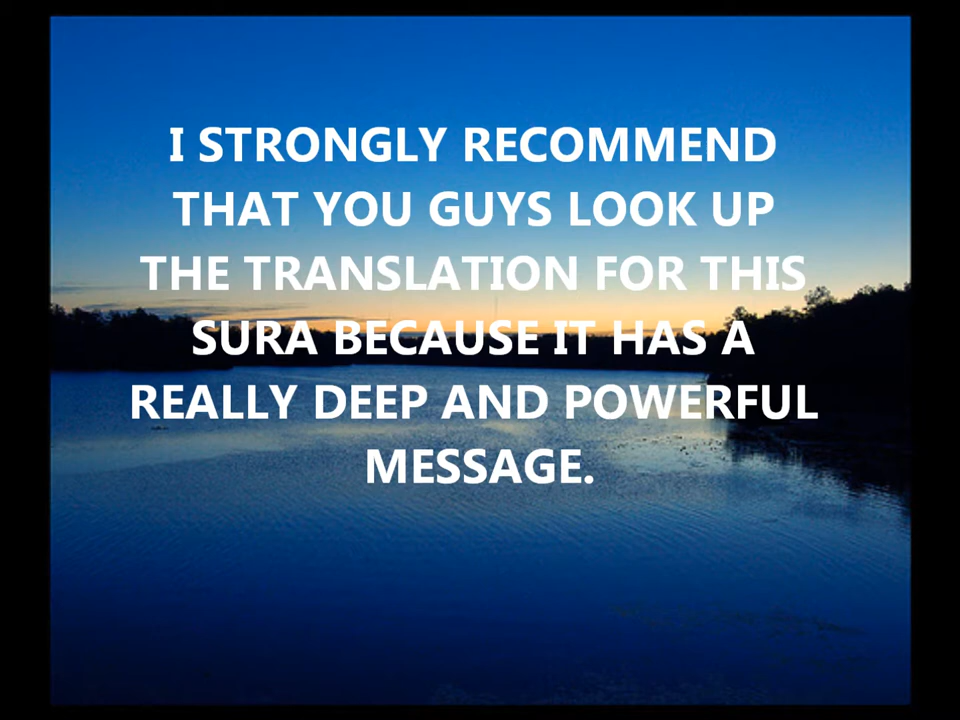 I STRONGLY RECOMMEND
THAT YOU GUYS LOOK UP
THE TRANSLATION FOR THIS
SURA BECAUSE IT HAS A
REALLY DEEP AND POWERFUL
MESSAGE.